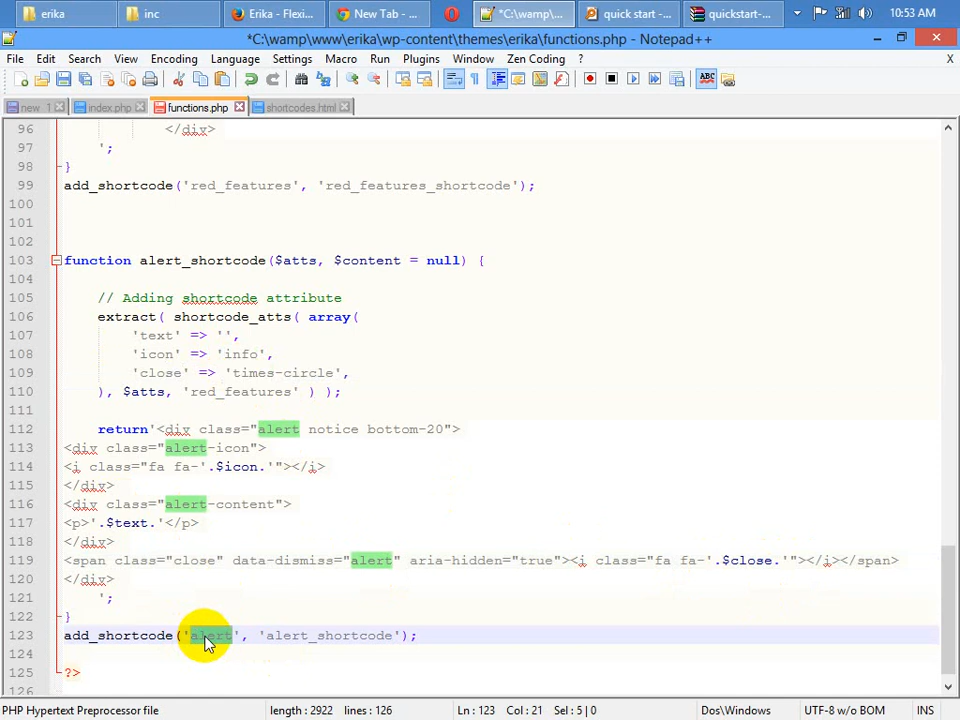 erika
inc
Erika - Flexi...
New Tab - ...
*C:\wamp\...
quick start -...
quickstart-...
10:53 AM
*C:\wamp\www\erika\wp-content\themes\erika\functions.php - Notepad++
File Edit Search View Encoding Language Settings Macro Run Plugins Window Zen Coding ? X
new 1 index.php functions.php shortcodes.html
96 </div>
97 ';
98 }
99 add_shortcode('red_features', 'red_features_shortcode');
100
101
102
103 function alert_shortcode($atts, $content = null) {
104
105 // Adding shortcode attribute
106 extract( shortcode_atts( array(
107 'text' => '',
108 'icon' => 'info',
109 'close' => 'times-circle',
110 ), $atts, 'red_features' ) );
111
112 return'<div class="alert notice bottom-20">
113 <div class="alert-icon">
114 <i class="fa fa-'.$icon.'"></i>
115 </div>
116 <div class="alert-content">
117 <p>'.$text.'</p>
118 </div>
119 <span class="close" data-dismiss="alert" aria-hidden="true"><i class="fa fa-'.$close.'"></i></span>
120 </div>
121 ';
122 }
123 add_shortcode('alert', 'alert_shortcode');
124
125 ?>
126
PHP Hypertext Preprocessor file length : 2922 lines : 126 Ln : 123 Col : 21 Sel : 5 | 0 Dos\Windows UTF-8 w/o BOM INS